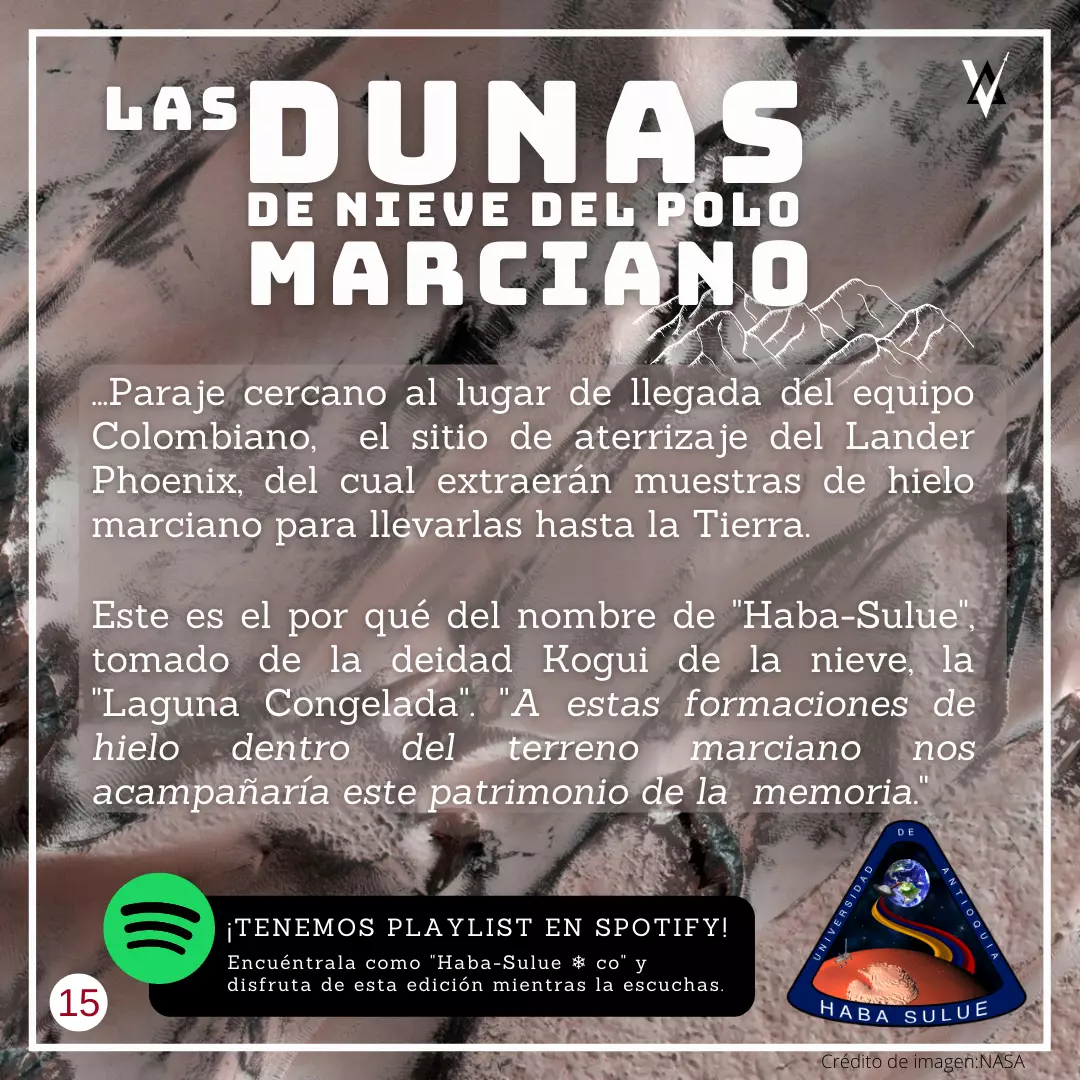 LAS DUNAS
DE NIEVE DEL POLO
MARCIANO
...Paraje cercano al lugar de llegada del equipo
Colombiano, el sitio de aterrizaje del Lander
Phoenix, del cual extraerán muestras de hielo
marciano para llevarlas hasta la Tierra.
Este es el por qué del nombre de "Haba-Sulue",
tomado de la deidad Kogui de la nieve, la
"Laguna Congelada". "A estas formaciones de
hielo dentro del terreno marciano nos
acampañaría este patrimonio de la memoria."
¡TENEMOS PLAYLIST EN SPOTIFY!
Encuéntrala como "Haba-Sulue ❄ co" y
disfruta de esta edición mientras la escuchas.
15
UNIVERSIDAD DE ANTIOQUIA
HABA SULUE
Crédito de imagen:NASA